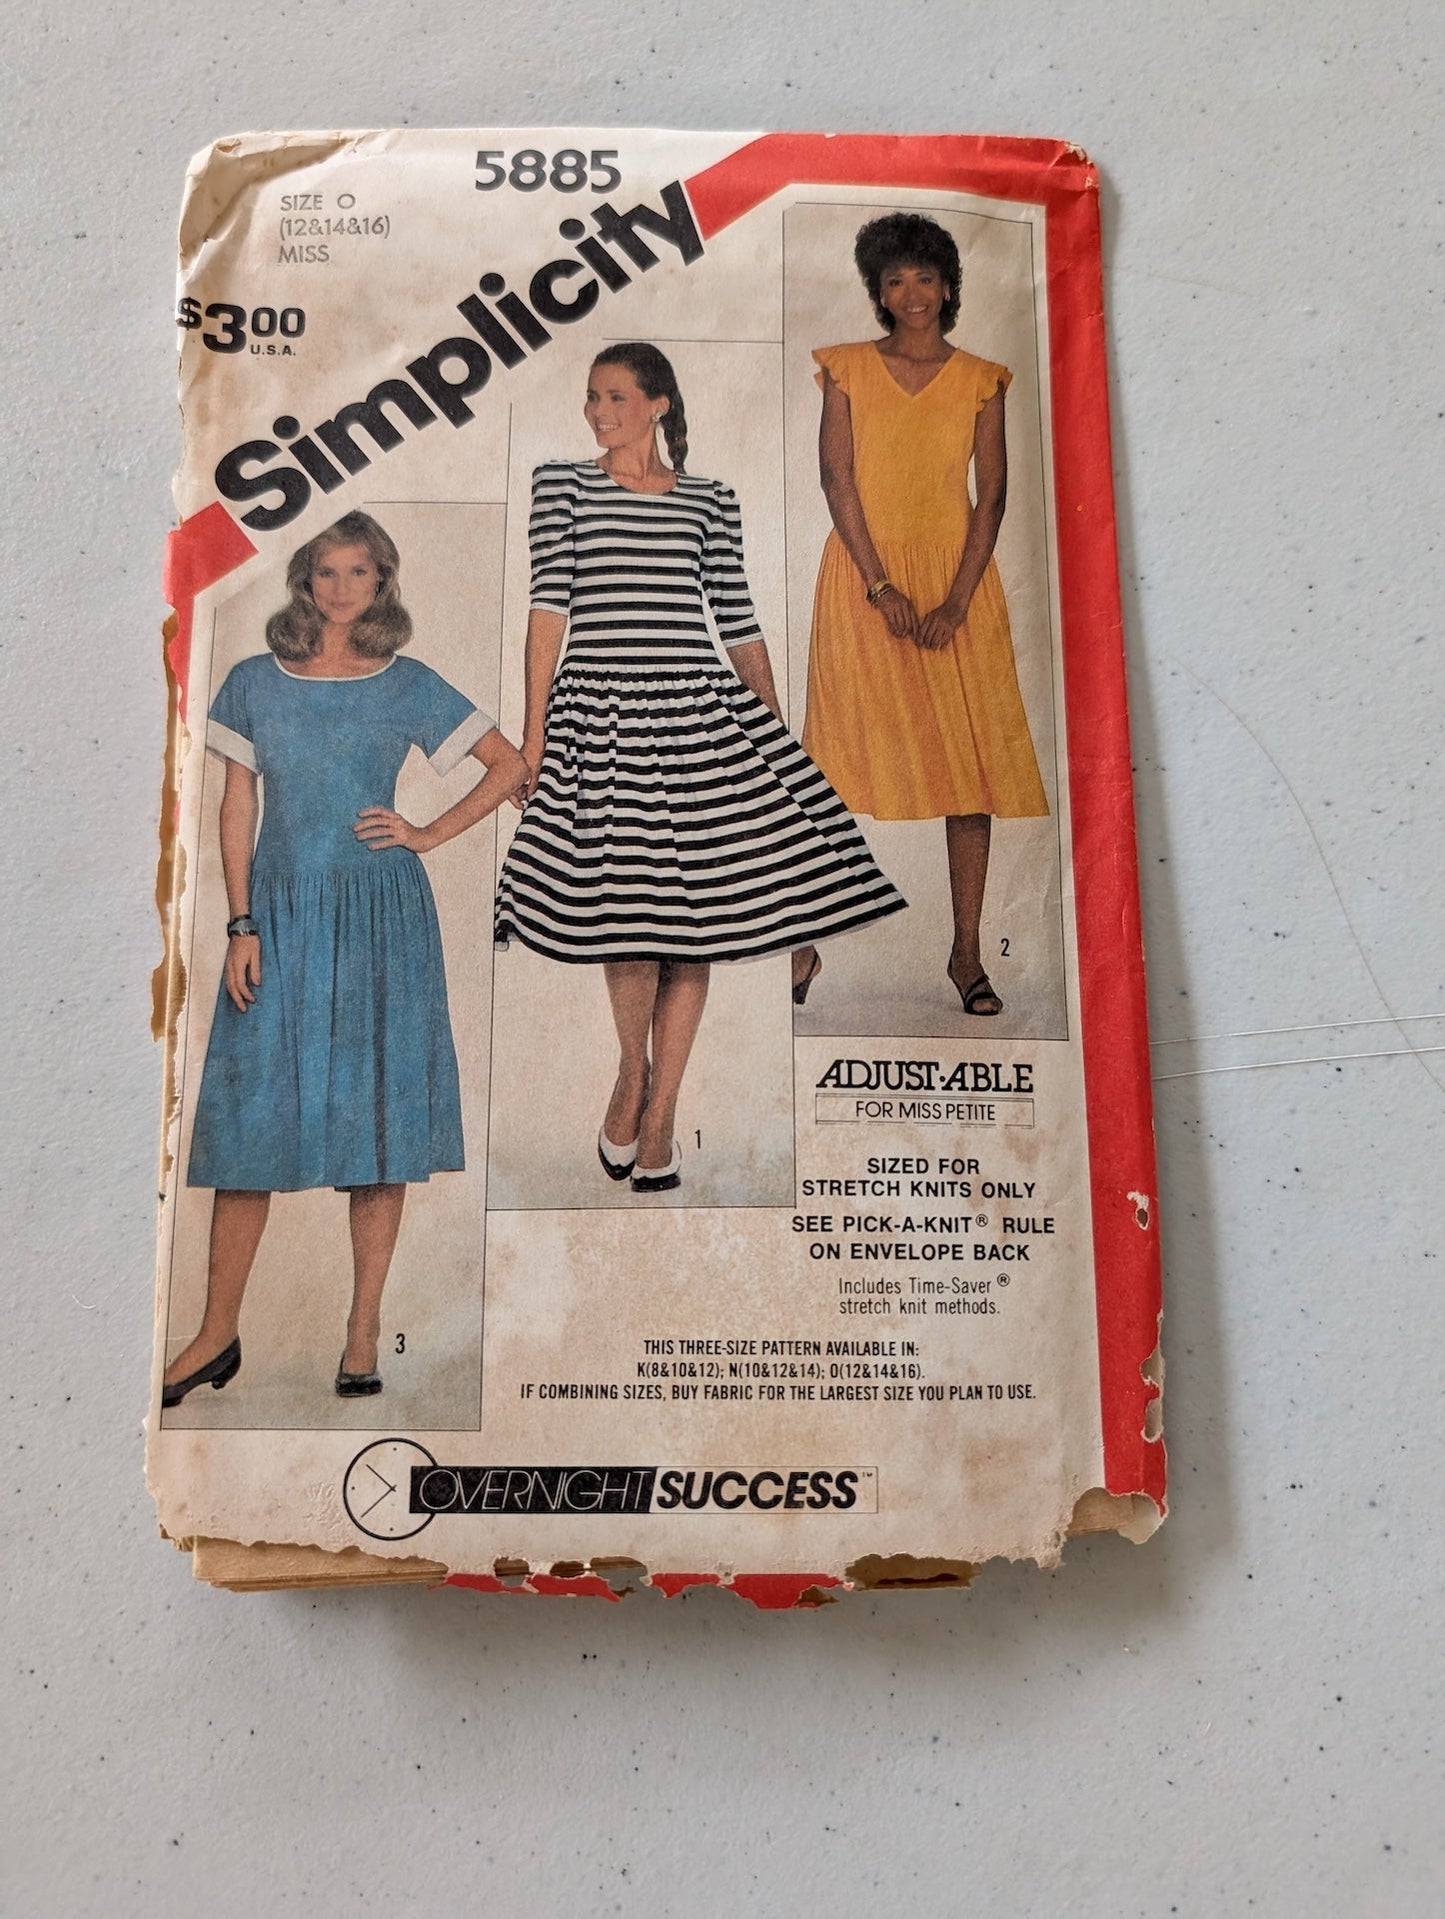 5885
SIZE O
(12&14&16)
MISS
$3.00
U.S.A.
Simplicity
2
1
3
ADJUST·ABLE
FOR MISS PETITE
SIZED FOR
STRETCH KNITS ONLY
SEE PICK-A-KNIT® RULE
ON ENVELOPE BACK
Includes Time-Saver®
stretch knit methods.
THIS THREE-SIZE PATTERN AVAILABLE IN:
K(8&10&12); N(10&12&14); O(12&14&16).
IF COMBINING SIZES, BUY FABRIC FOR THE LARGEST SIZE YOU PLAN TO USE.
OVERNIGHT SUCCESS™